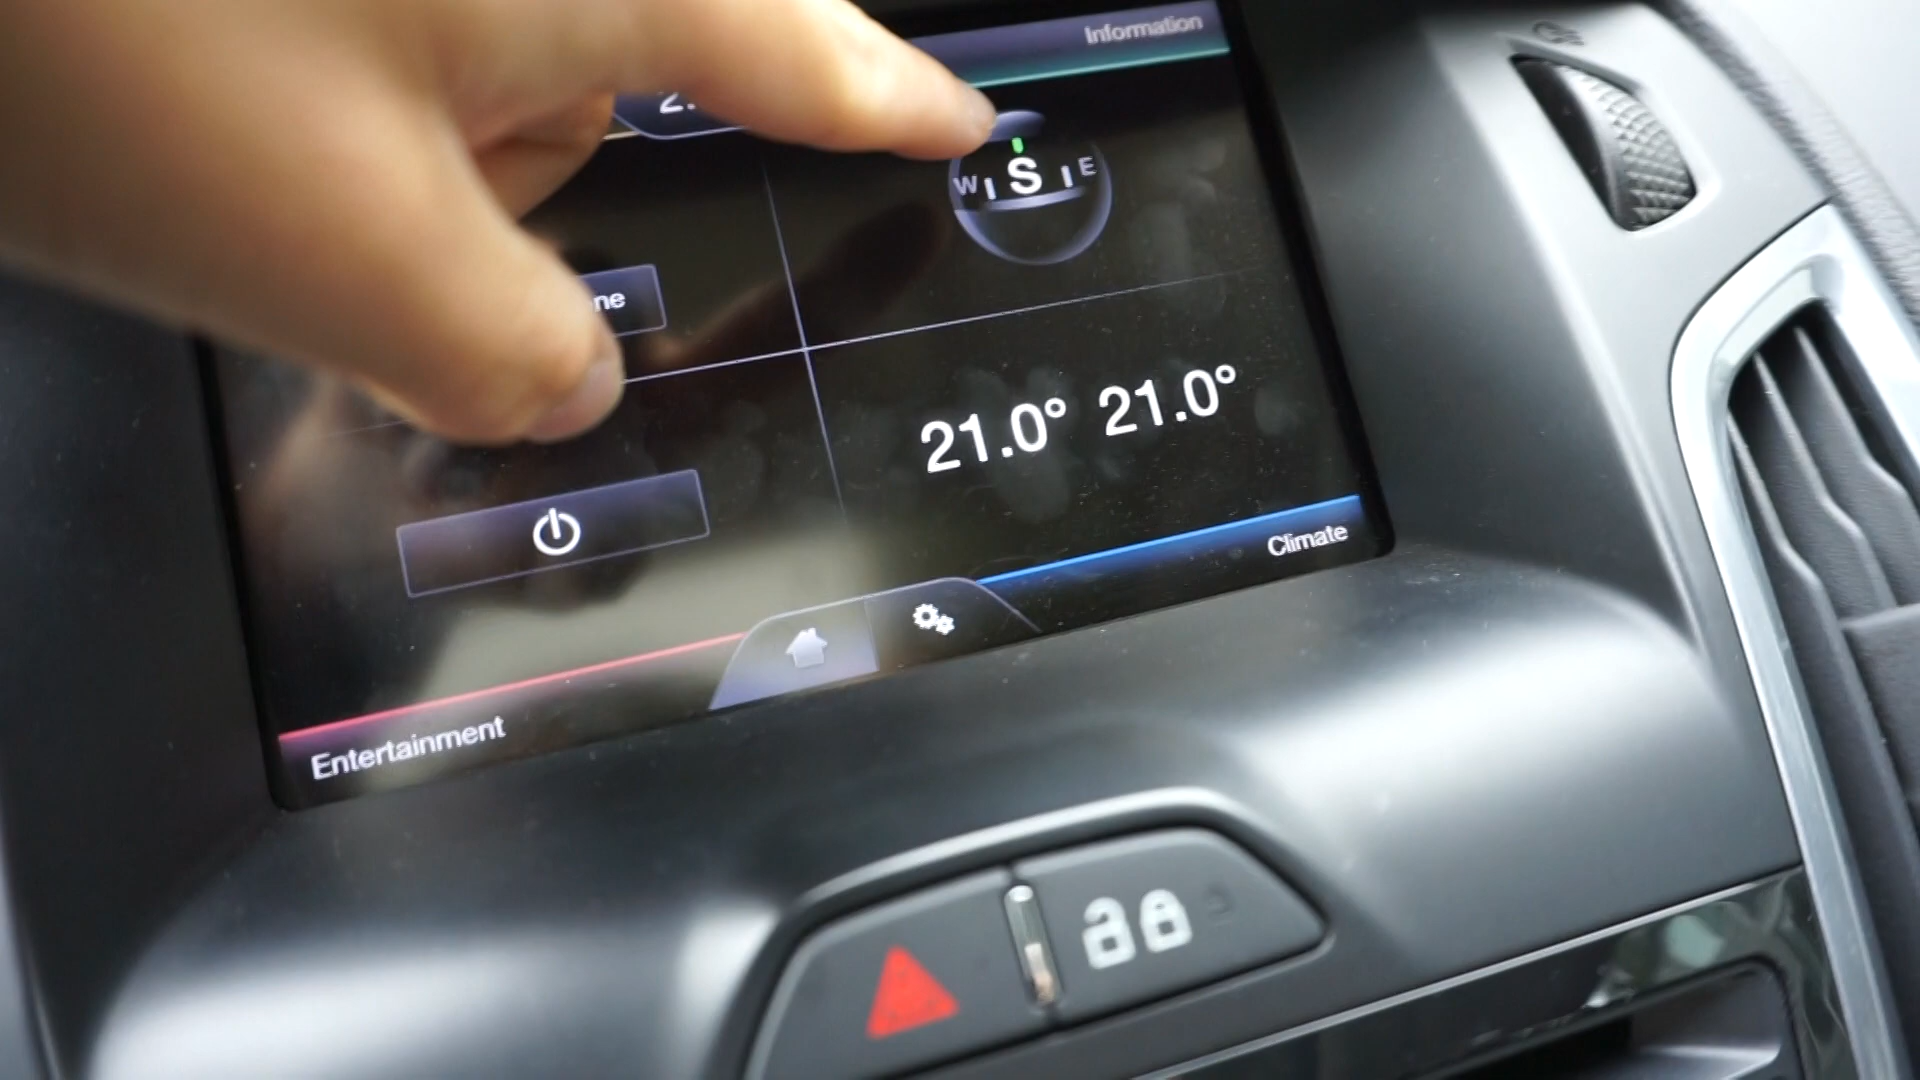 Information
2.
W S E
ne
21.0° 21.0°
Climate
Entertainment